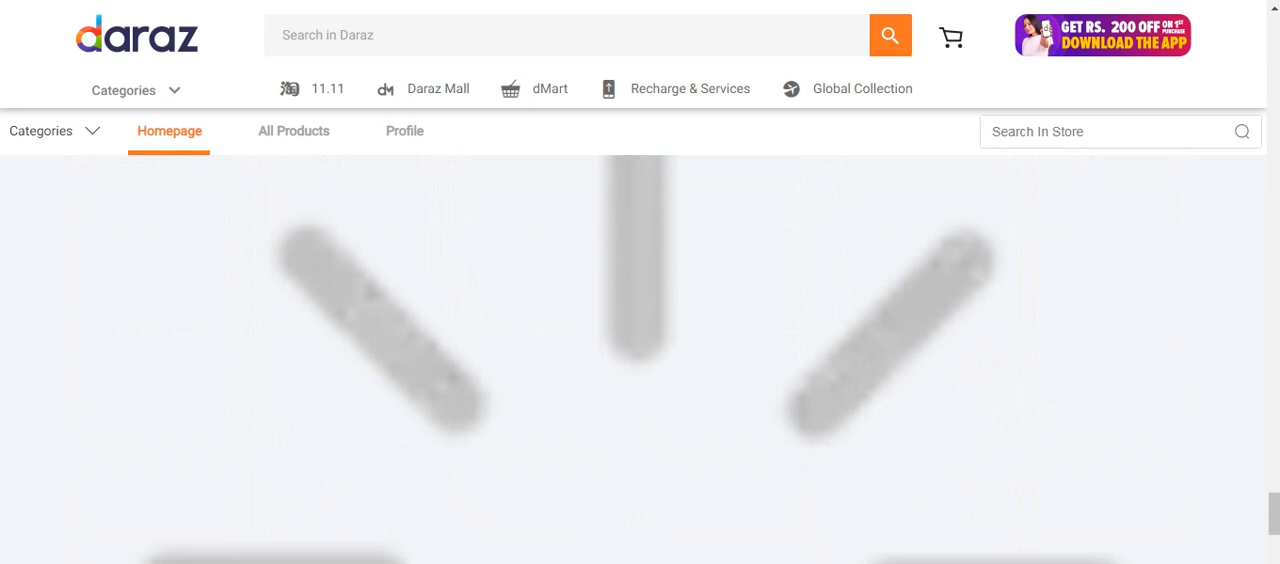 daraz
Search in Daraz
GET RS. 200 OFF ON 1ST PURCHASE
DOWNLOAD THE APP
Categories
11.11
dM
Daraz Mall
dMart
Recharge & Services
Global Collection
Categories
Homepage
All Products
Profile
Search In Store